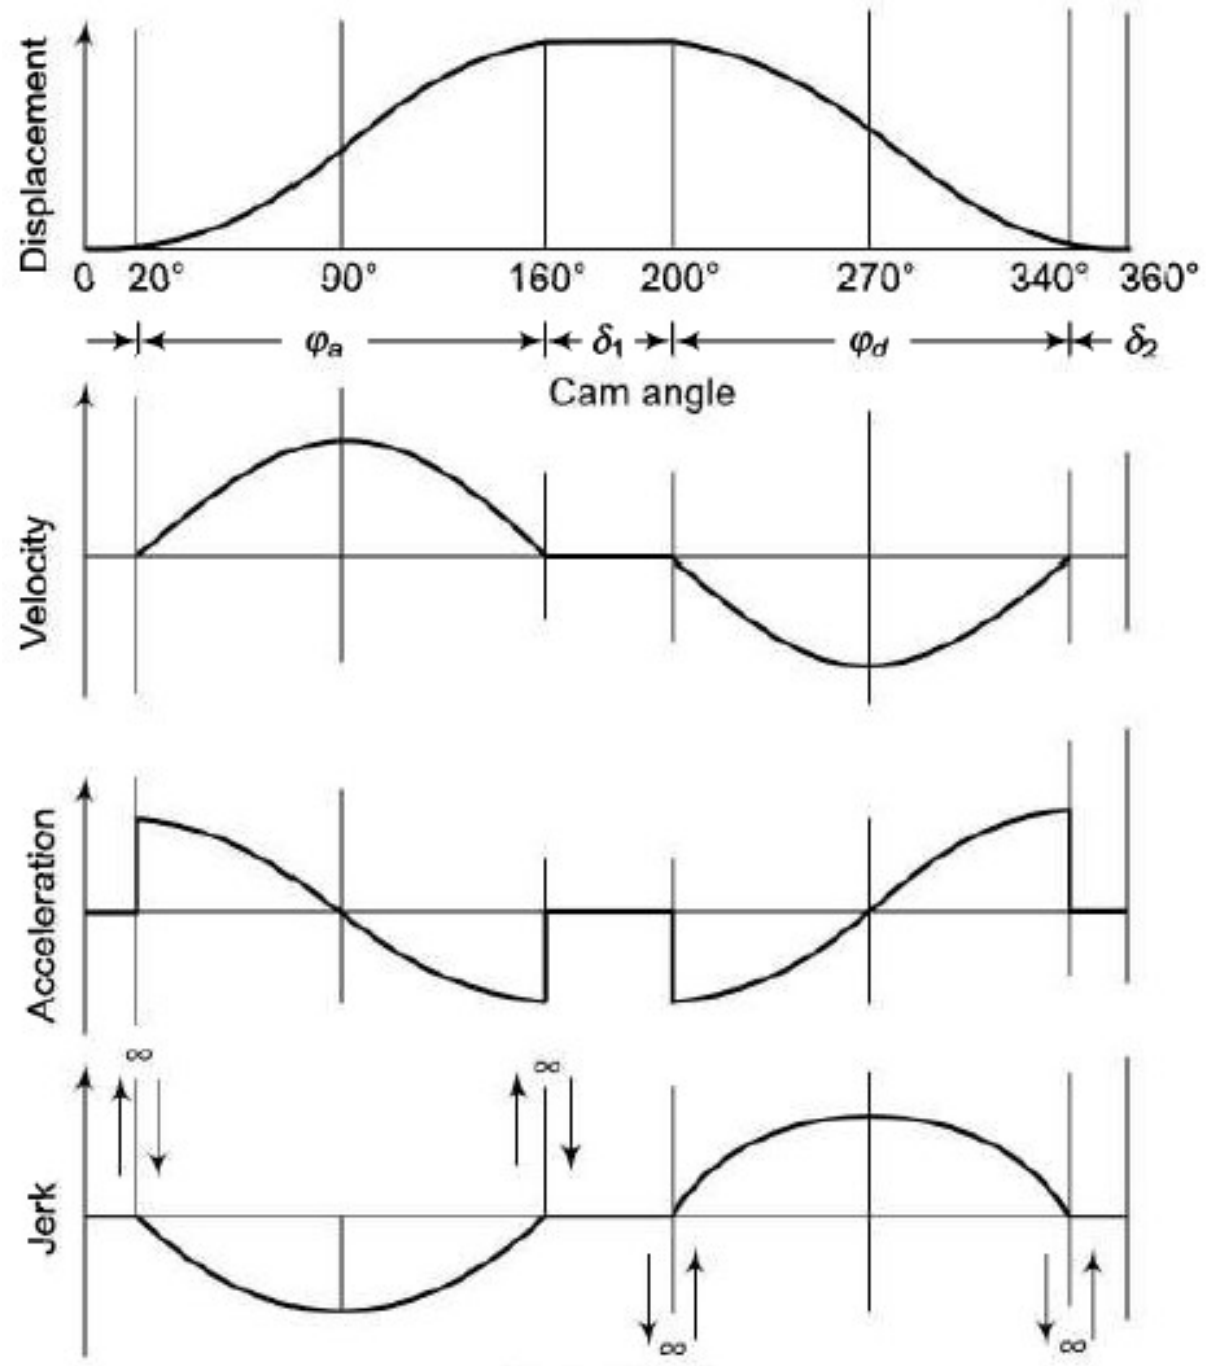 Displacement
0 20° 90° 160° 200° 270° 340° 360°
φa δ1 φd δ2
Cam angle
Velocity
Acceleration
∞ ∞
Jerk
∞ ∞